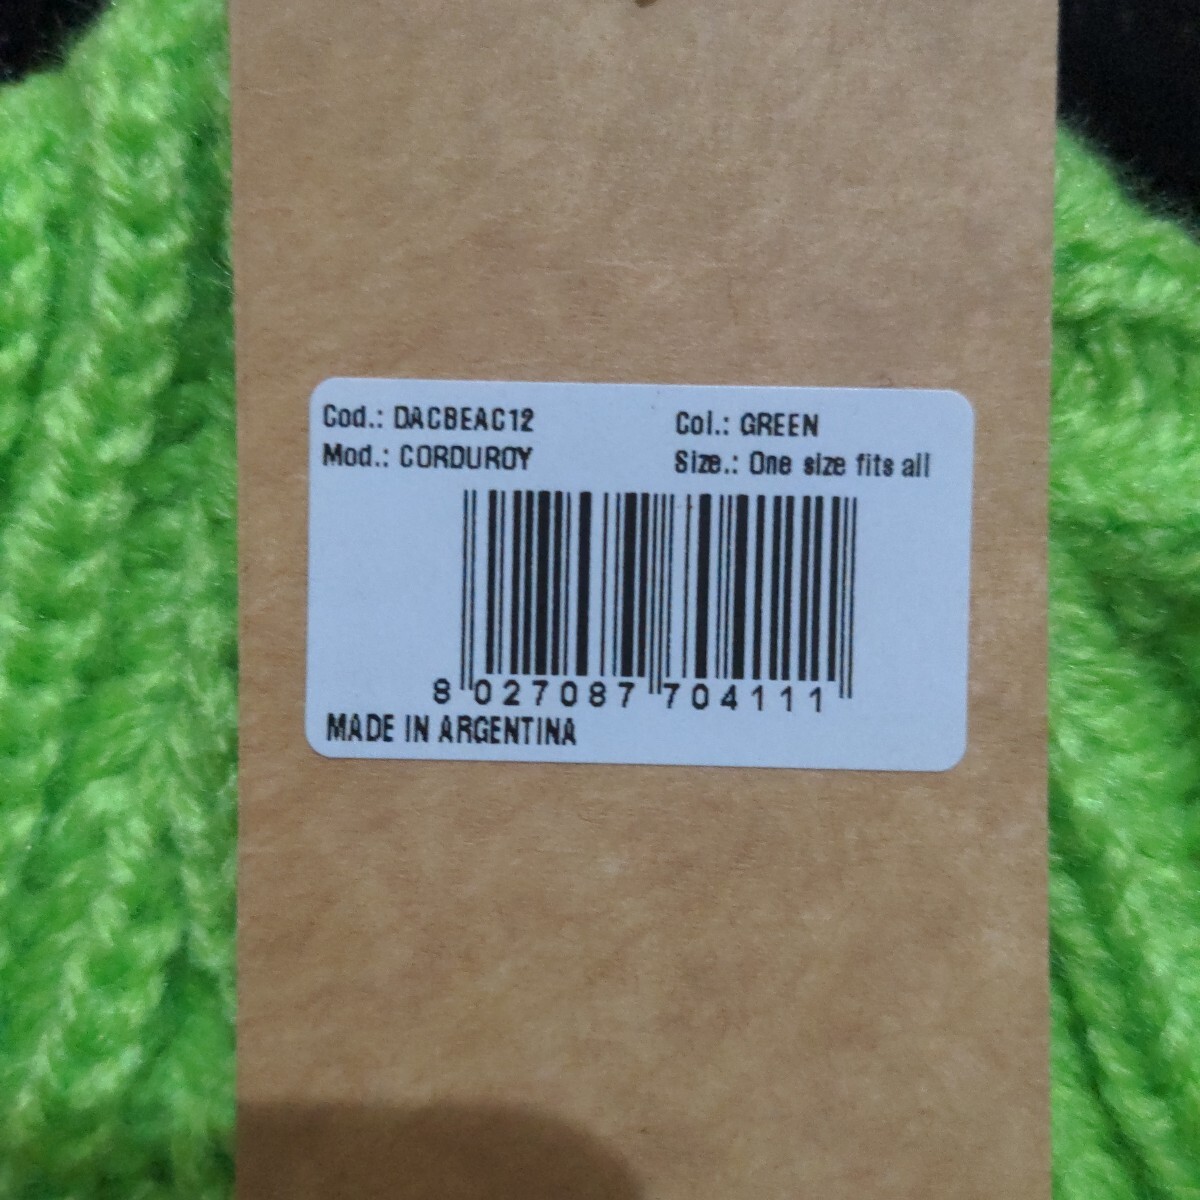 Cod.: DACBEAC12 Col.: GREEN
Mod.: CORDUROY Size.: One size fits all
8 027087 704111
MADE IN ARGENTINA